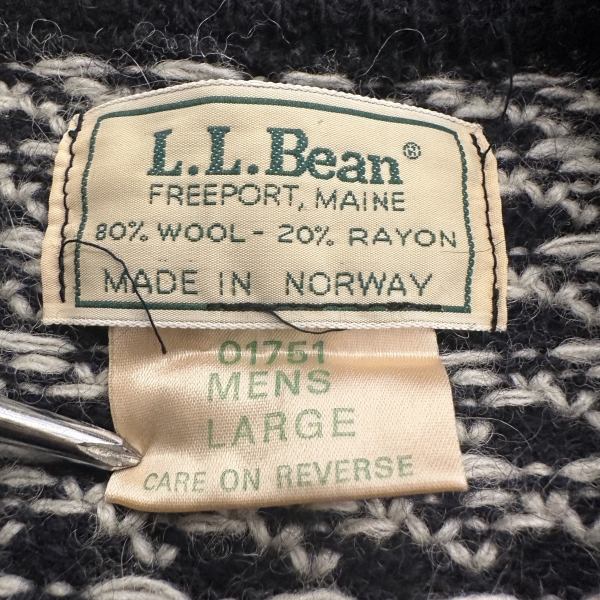 L.L.Bean®
FREEPORT, MAINE
80% WOOL - 20% RAYON
MADE IN NORWAY
01751
MENS
LARGE
CARE ON REVERSE